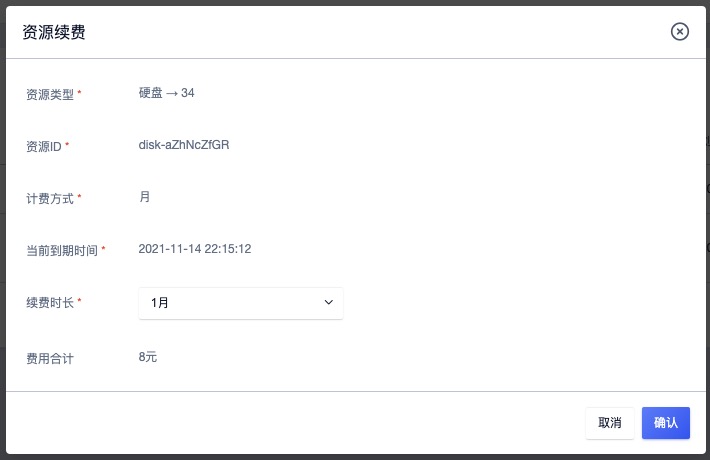 资源续费
资源类型 * 硬盘 → 34
资源ID * disk-aZhNcZfGR
计费方式 * 月
当前到期时间 * 2021-11-14 22:15:12
续费时长 * 1月
费用合计 8元
取消 确认